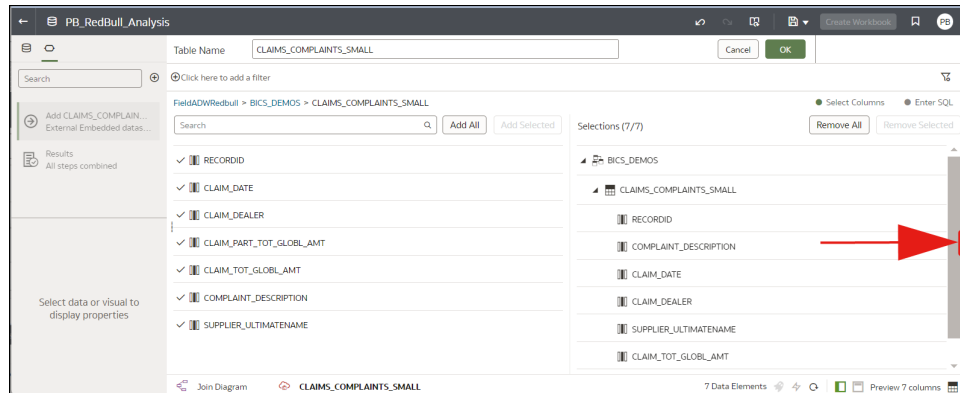 PB_RedBull_Analysis
Create Workbook
PB
Table Name
CLAIMS_COMPLAINTS_SMALL
Cancel
OK
Search
Click here to add a filter
Add CLAIMS_COMPLAIN...
External Embedded datas...
Results
All steps combined
Select data or visual to
display properties
FieldADWRedbull > BICS_DEMOS > CLAIMS_COMPLAINTS_SMALL
Select Columns
Enter SQL
Search
Add All
Add Selected
Selections (7/7)
Remove All
Remove Selected
RECORDID
CLAIM_DATE
CLAIM_DEALER
CLAIM_PART_TOT_GLOBL_AMT
CLAIM_TOT_GLOBL_AMT
COMPLAINT_DESCRIPTION
SUPPLIER_ULTIMATENAME
BICS_DEMOS
CLAIMS_COMPLAINTS_SMALL
RECORDID
COMPLAINT_DESCRIPTION
CLAIM_DATE
CLAIM_DEALER
SUPPLIER_ULTIMATENAME
CLAIM_TOT_GLOBL_AMT
Join Diagram
CLAIMS_COMPLAINTS_SMALL
7 Data Elements
Preview 7 columns